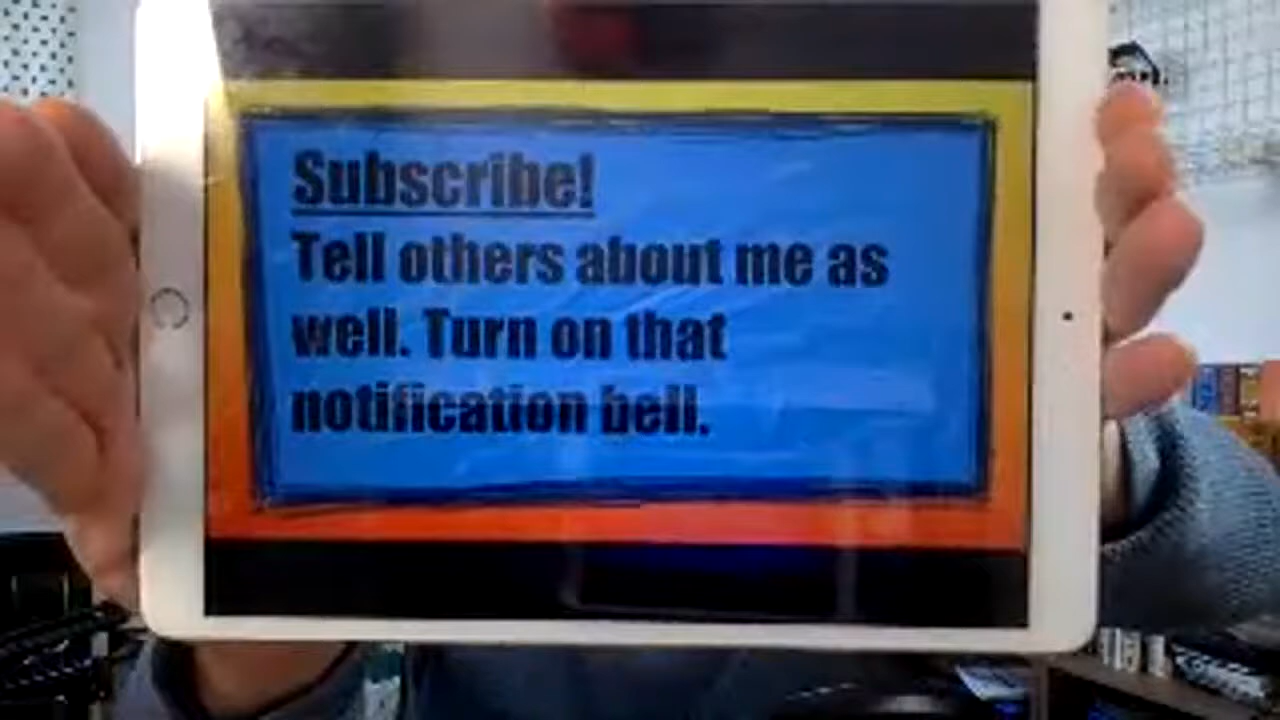 Subscribe!
Tell others about me as
well. Turn on that
notification bell.